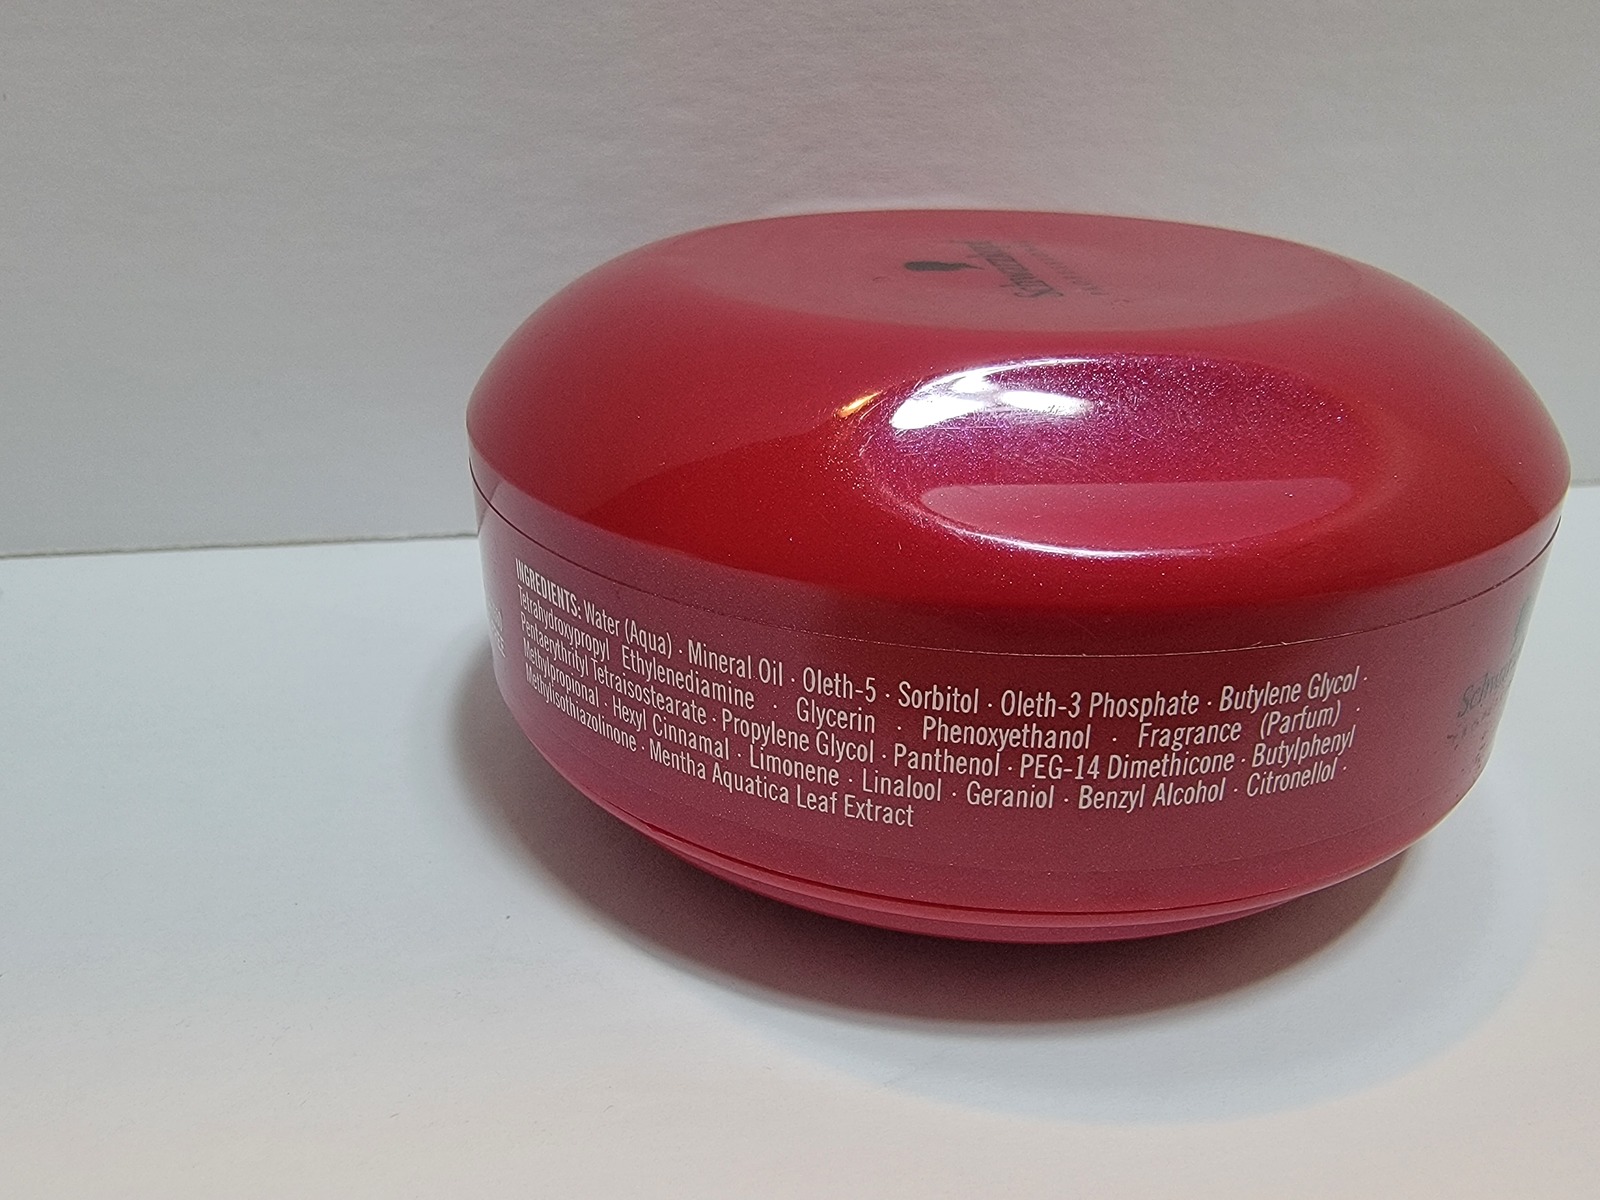 Schwarzkopf
INGREDIENTS: Water (Aqua) · Mineral Oil · Oleth-5 · Sorbitol · Oleth-3 Phosphate · Butylene Glycol ·
Tetrahydroxypropyl Ethylenediamine · Glycerin · Phenoxyethanol · Fragrance (Parfum) ·
Pentaerythrityl Tetraisostearate · Propylene Glycol · Panthenol · PEG-14 Dimethicone · Butylphenyl
Methylpropional · Hexyl Cinnamal · Limonene · Linalool · Geraniol · Benzyl Alcohol · Citronellol ·
Methylisothiazolinone · Mentha Aquatica Leaf Extract